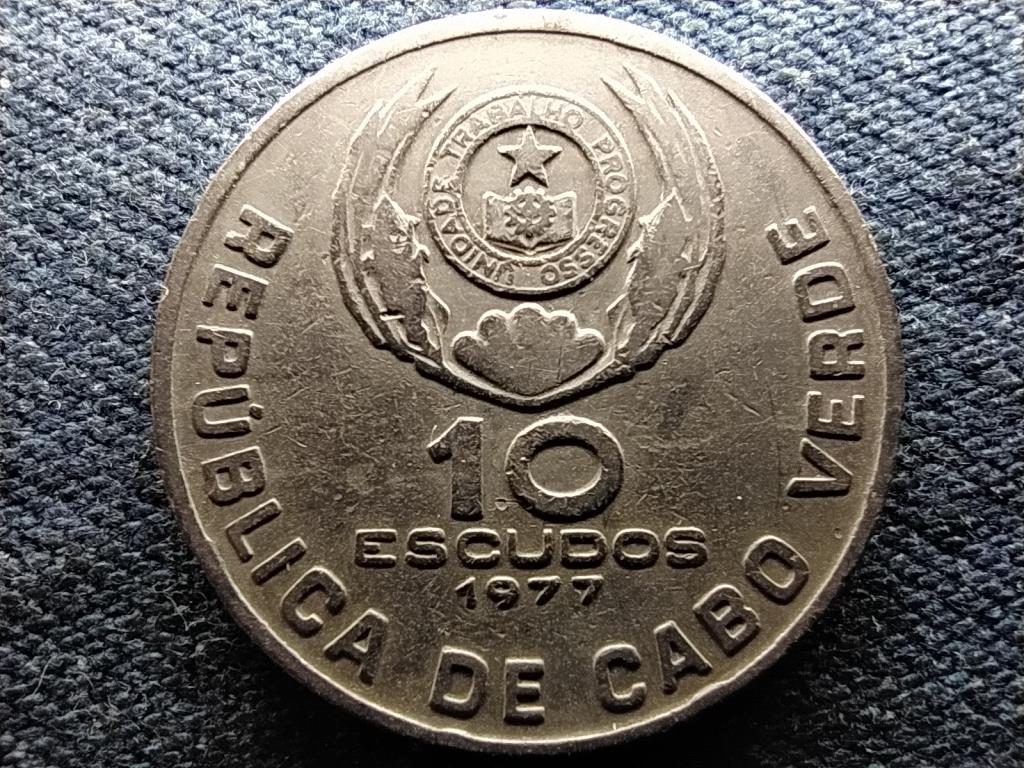 UNIDADE TRABALHO PROGRESSO
10
ESCUDOS
1977
REPÚBLICA DE CABO VERDE